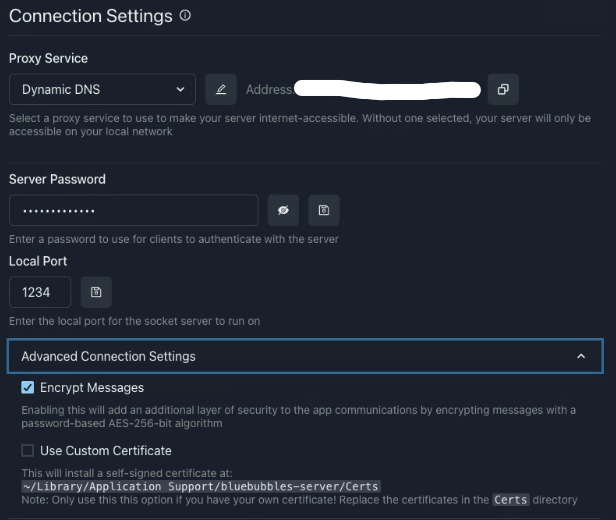 Connection Settings
Proxy Service
Dynamic DNS
Address:
Select a proxy service to use to make your server internet-accessible. Without one selected, your server will only be
accessible on your local network
Server Password
•••••••••••••
Enter a password to use for clients to authenticate with the server
Local Port
1234
Enter the local port for the socket server to run on
Advanced Connection Settings
Encrypt Messages
Enabling this will add an additional layer of security to the app communications by encrypting messages with a
password-based AES-256-bit algorithm
Use Custom Certificate
This will install a self-signed certificate at:
~/Library/Application Support/bluebubbles-server/Certs
Note: Only use this this option if you have your own certificate! Replace the certificates in the Certs directory